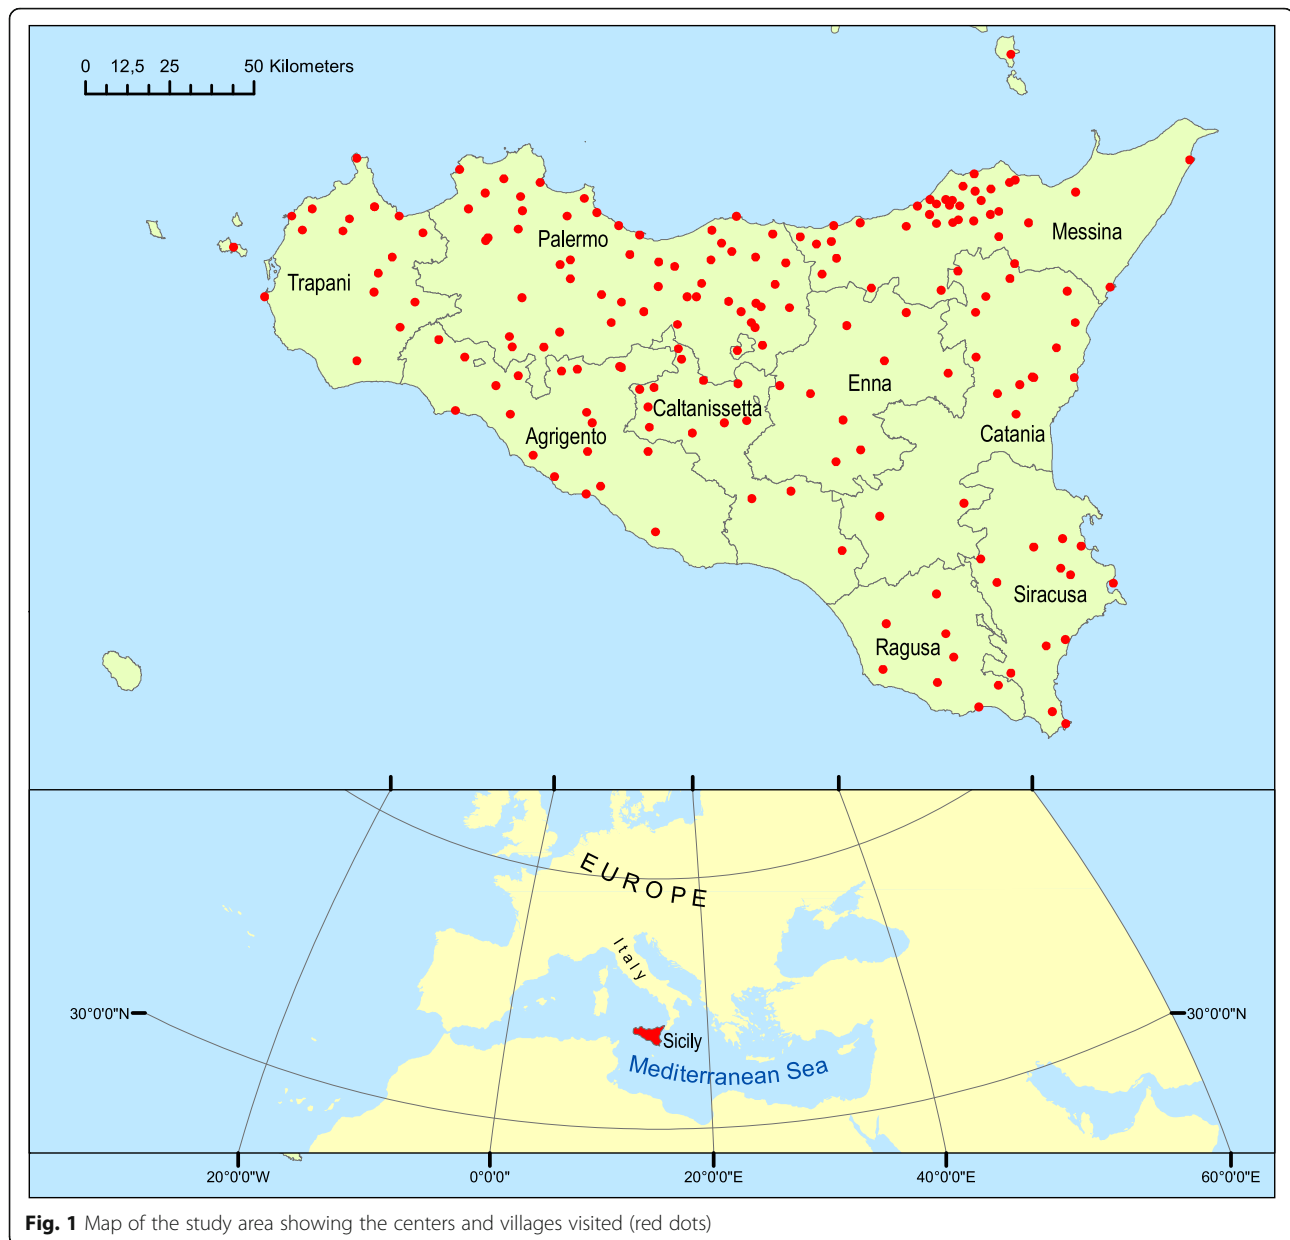 0 12,5 25 50 Kilometers
Palermo
Messina
Trapani
Enna
Caltanissetta
Agrigento
Catania
Siracusa
Ragusa
EUROPE
Italy
30°0'0"N
30°0'0"N
Sicily
Mediterranean Sea
20°0'0"W 0°0'0" 20°0'0"E 40°0'0"E 60°0'0"E
Fig. 1 Map of the study area showing the centers and villages visited (red dots)